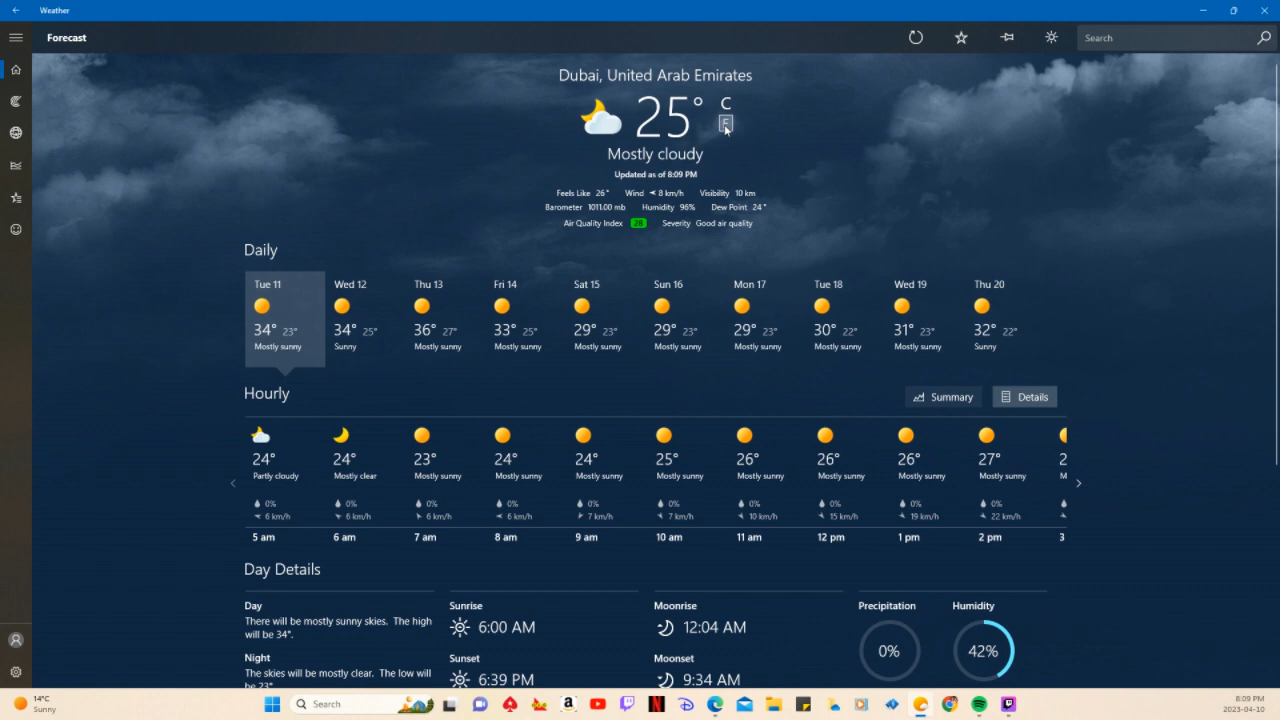 Weather
Forecast
Search
Dubai, United Arab Emirates
25° C
F
Mostly cloudy
Updated as of 8:09 PM
Feels Like 26° Wind 8 km/h Visibility 10 km
Barometer 1011.00 mb Humidity 96% Dew Point 24°
Air Quality Index 28 Severity Good air quality
Daily
Tue 11 Wed 12 Thu 13 Fri 14 Sat 15 Sun 16 Mon 17 Tue 18 Wed 19 Thu 20
34° 23° 34° 25° 36° 27° 33° 25° 29° 23° 29° 23° 29° 23° 30° 22° 31° 23° 32° 22°
Mostly sunny Sunny Mostly sunny Mostly sunny Mostly sunny Mostly sunny Mostly sunny Mostly sunny Mostly sunny Sunny
Hourly
Summary Details
24° 24° 23° 24° 24° 25° 26° 26° 26° 27° 2
Partly cloudy Mostly clear Mostly sunny Mostly sunny Mostly sunny Mostly sunny Mostly sunny Mostly sunny Mostly sunny Mostly sunny M
0% 0% 0% 0% 0% 0% 0% 0% 0% 0%
6 km/h 6 km/h 6 km/h 6 km/h 7 km/h 7 km/h 10 km/h 15 km/h 19 km/h 22 km/h
5 am 6 am 7 am 8 am 9 am 10 am 11 am 12 pm 1 pm 2 pm 3
Day Details
Day Sunrise Moonrise Precipitation Humidity
There will be mostly sunny skies. The high
will be 34°.
6:00 AM 12:04 AM
0% 42%
Night Sunset Moonset
The skies will be mostly clear. The low will
be 23°.
6:39 PM 9:34 AM
14°C
Sunny
Search
8:09 PM
2023-04-10